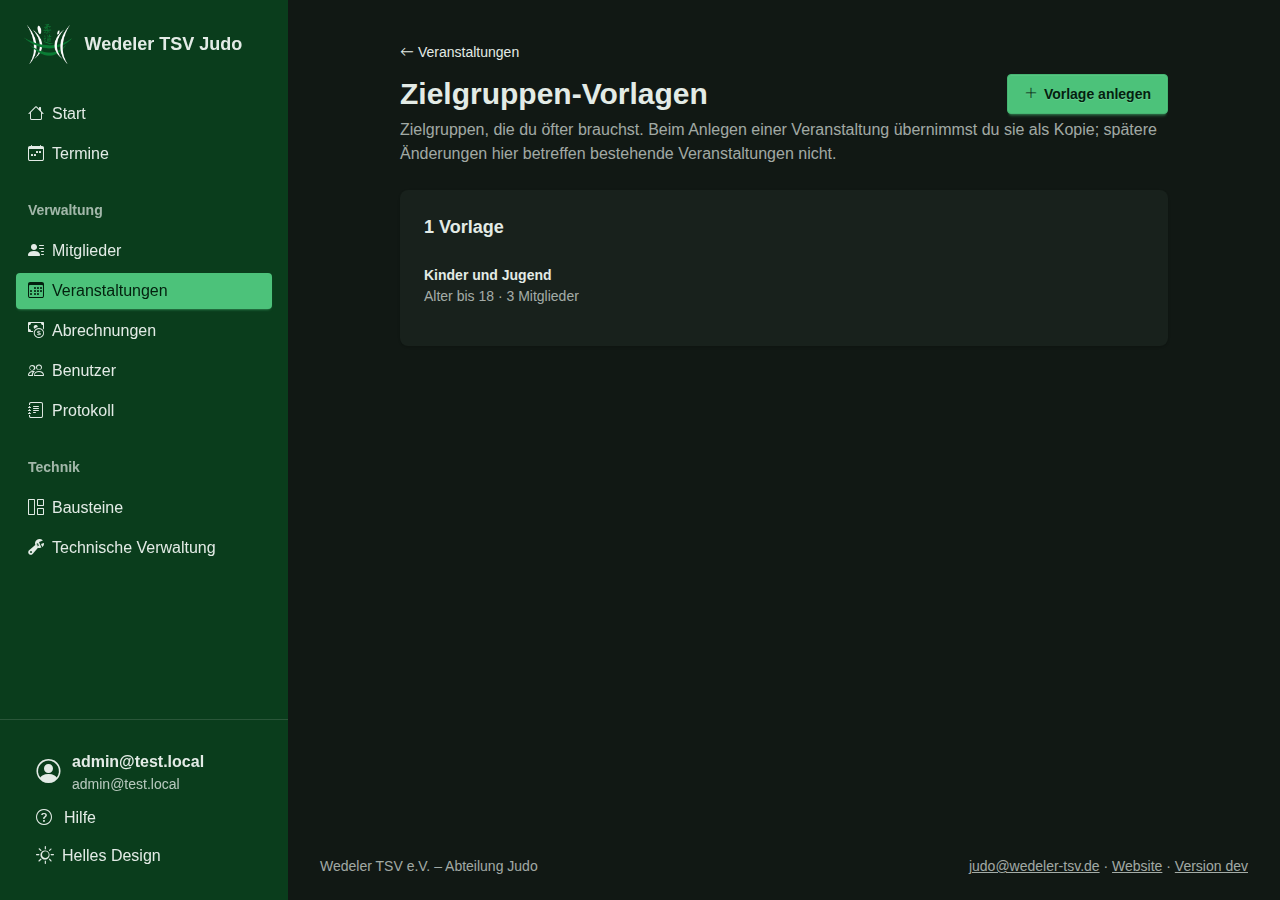 Wedeler TSV Judo
Start
Termine
Verwaltung
Mitglieder
Veranstaltungen
Abrechnungen
Benutzer
Protokoll
Technik
Bausteine
Technische Verwaltung
admin@test.local
admin@test.local
Hilfe
Helles Design
← Veranstaltungen
Zielgruppen-Vorlagen
+ Vorlage anlegen
Zielgruppen, die du öfter brauchst. Beim Anlegen einer Veranstaltung übernimmst du sie als Kopie; spätere
Änderungen hier betreffen bestehende Veranstaltungen nicht.
1 Vorlage
Kinder und Jugend
Alter bis 18 · 3 Mitglieder
Wedeler TSV e.V. – Abteilung Judo
judo@wedeler-tsv.de · Website · Version dev